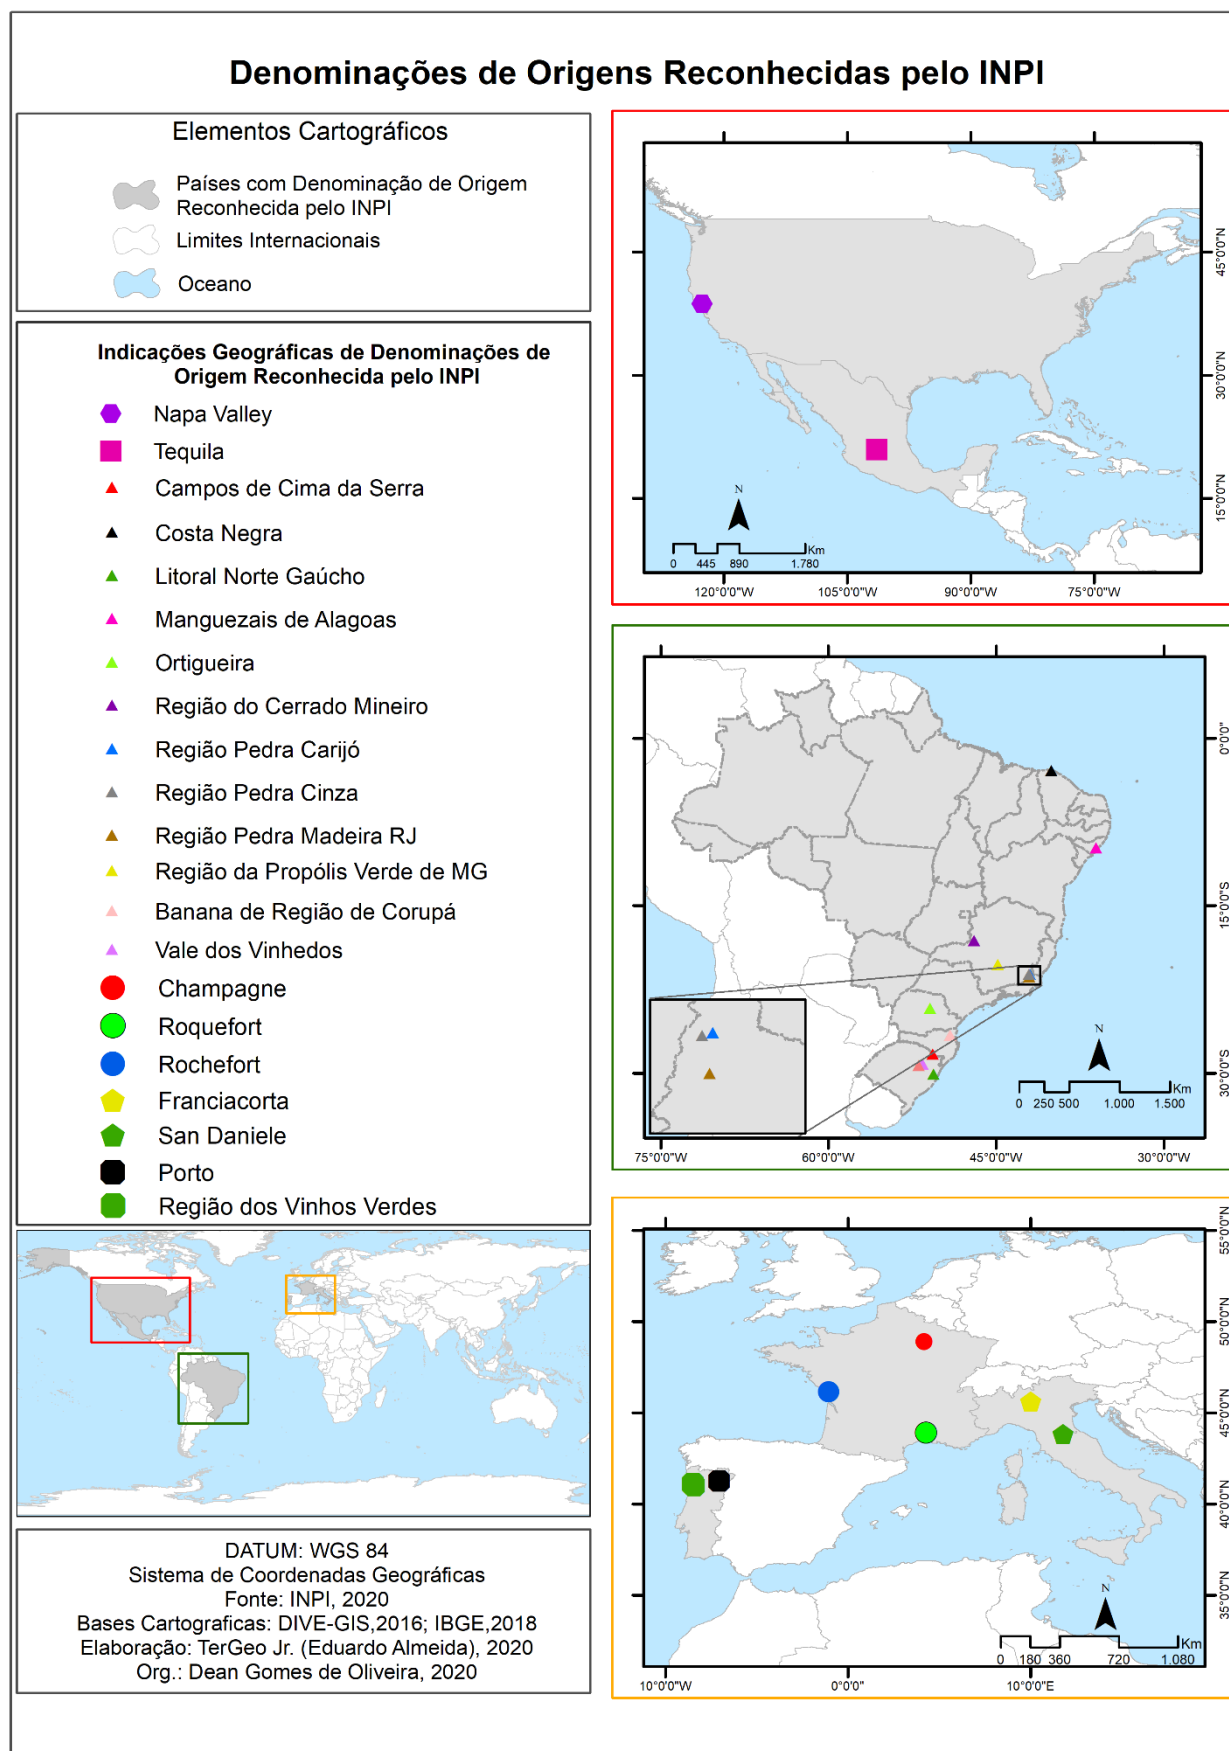 Denominações de Origens Reconhecidas pelo INPI
Elementos Cartográficos
Países com Denominação de Origem
Reconhecida pelo INPI
Limites Internacionais
Oceano
Indicações Geográficas de Denominações de
Origem Reconhecida pelo INPI
Napa Valley
Tequila
Campos de Cima da Serra
Costa Negra
Litoral Norte Gaúcho
Manguezais de Alagoas
Ortigueira
Região do Cerrado Mineiro
Região Pedra Carijó
Região Pedra Cinza
Região Pedra Madeira RJ
Região da Propólis Verde de MG
Banana de Região de Corupá
Vale dos Vinhedos
Champagne
Roquefort
Rochefort
Franciacorta
San Daniele
Porto
Região dos Vinhos Verdes
DATUM: WGS 84
Sistema de Coordenadas Geográficas
Fonte: INPI, 2020
Bases Cartograficas: DIVE-GIS,2016; IBGE,2018
Elaboração: TerGeo Jr. (Eduardo Almeida), 2020
Org.: Dean Gomes de Oliveira, 2020
45°0'0"N
30°0'0"N
15°0'0"N
N
Km
0 445 890 1.780
120°0'0"W 105°0'0"W 90°0'0"W 75°0'0"W
0°0'0"
15°0'0"S
30°0'0"S
N
Km
0 250 500 1.000 1.500
75°0'0"W 60°0'0"W 45°0'0"W 30°0'0"W
55°0'0"N
50°0'0"N
45°0'0"N
40°0'0"N
35°0'0"N
N
Km
0 180 360 720 1.080
10°0'0"W 0°0'0" 10°0'0"E